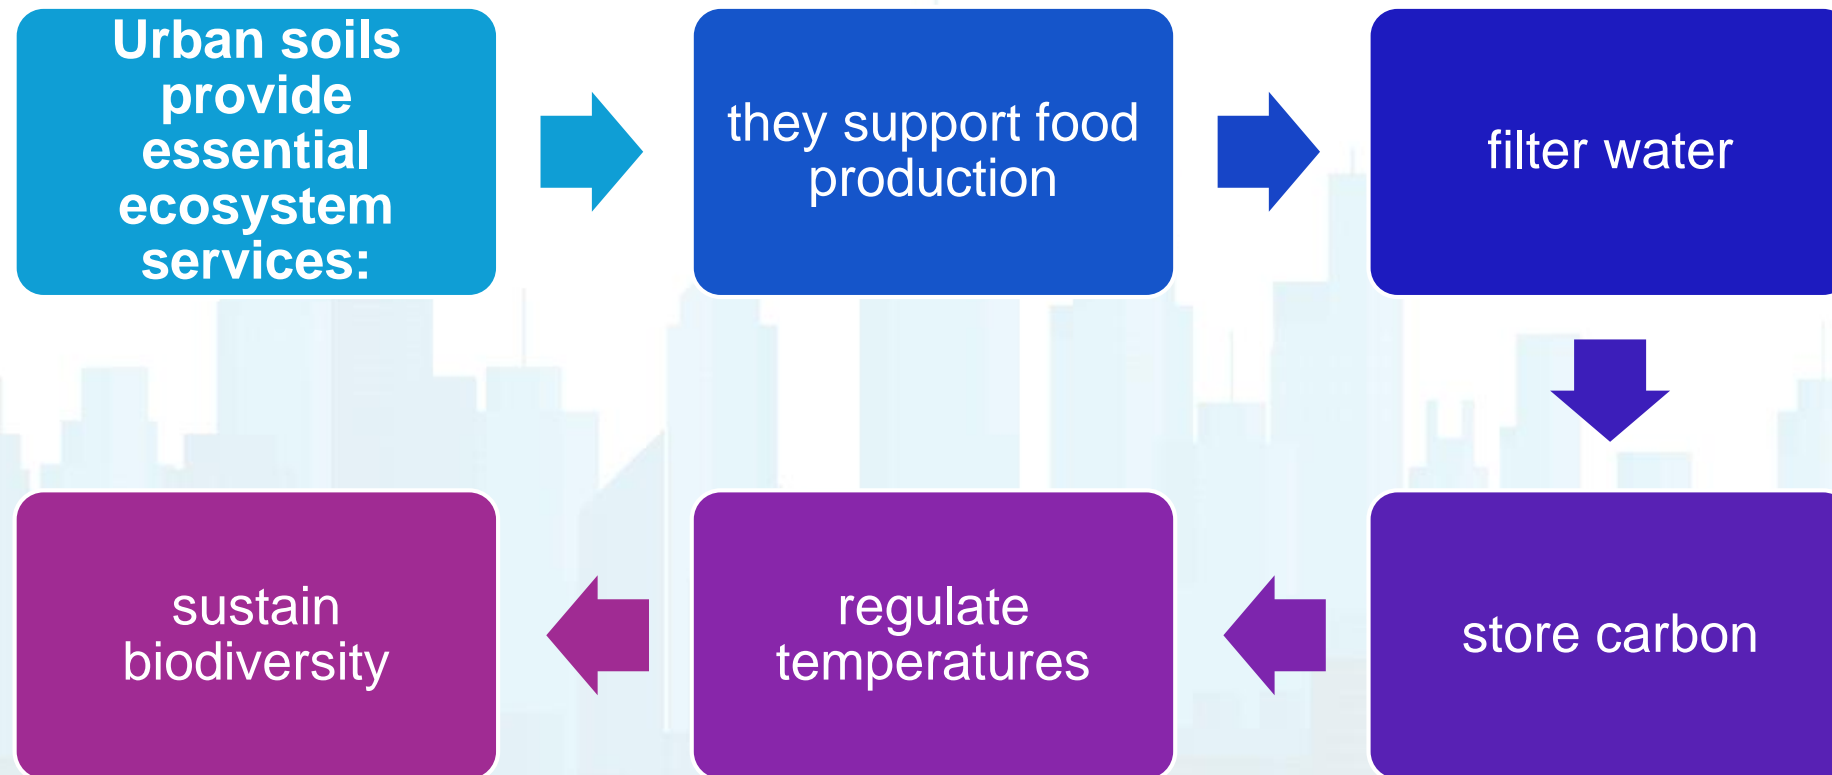 Urban soils
provide
essential
ecosystem
services:
they support food
production
filter water
store carbon
regulate
temperatures
sustain
biodiversity